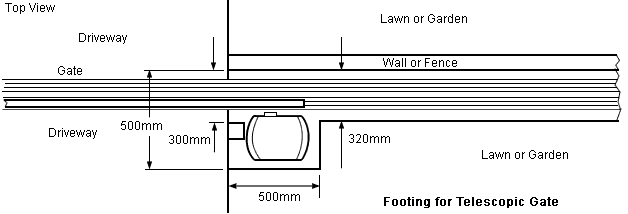 Top View
Lawn or Garden
Driveway
Wall or Fence
Gate
500mm
Driveway
300mm
320mm
Lawn or Garden
500mm
Footing for Telescopic Gate